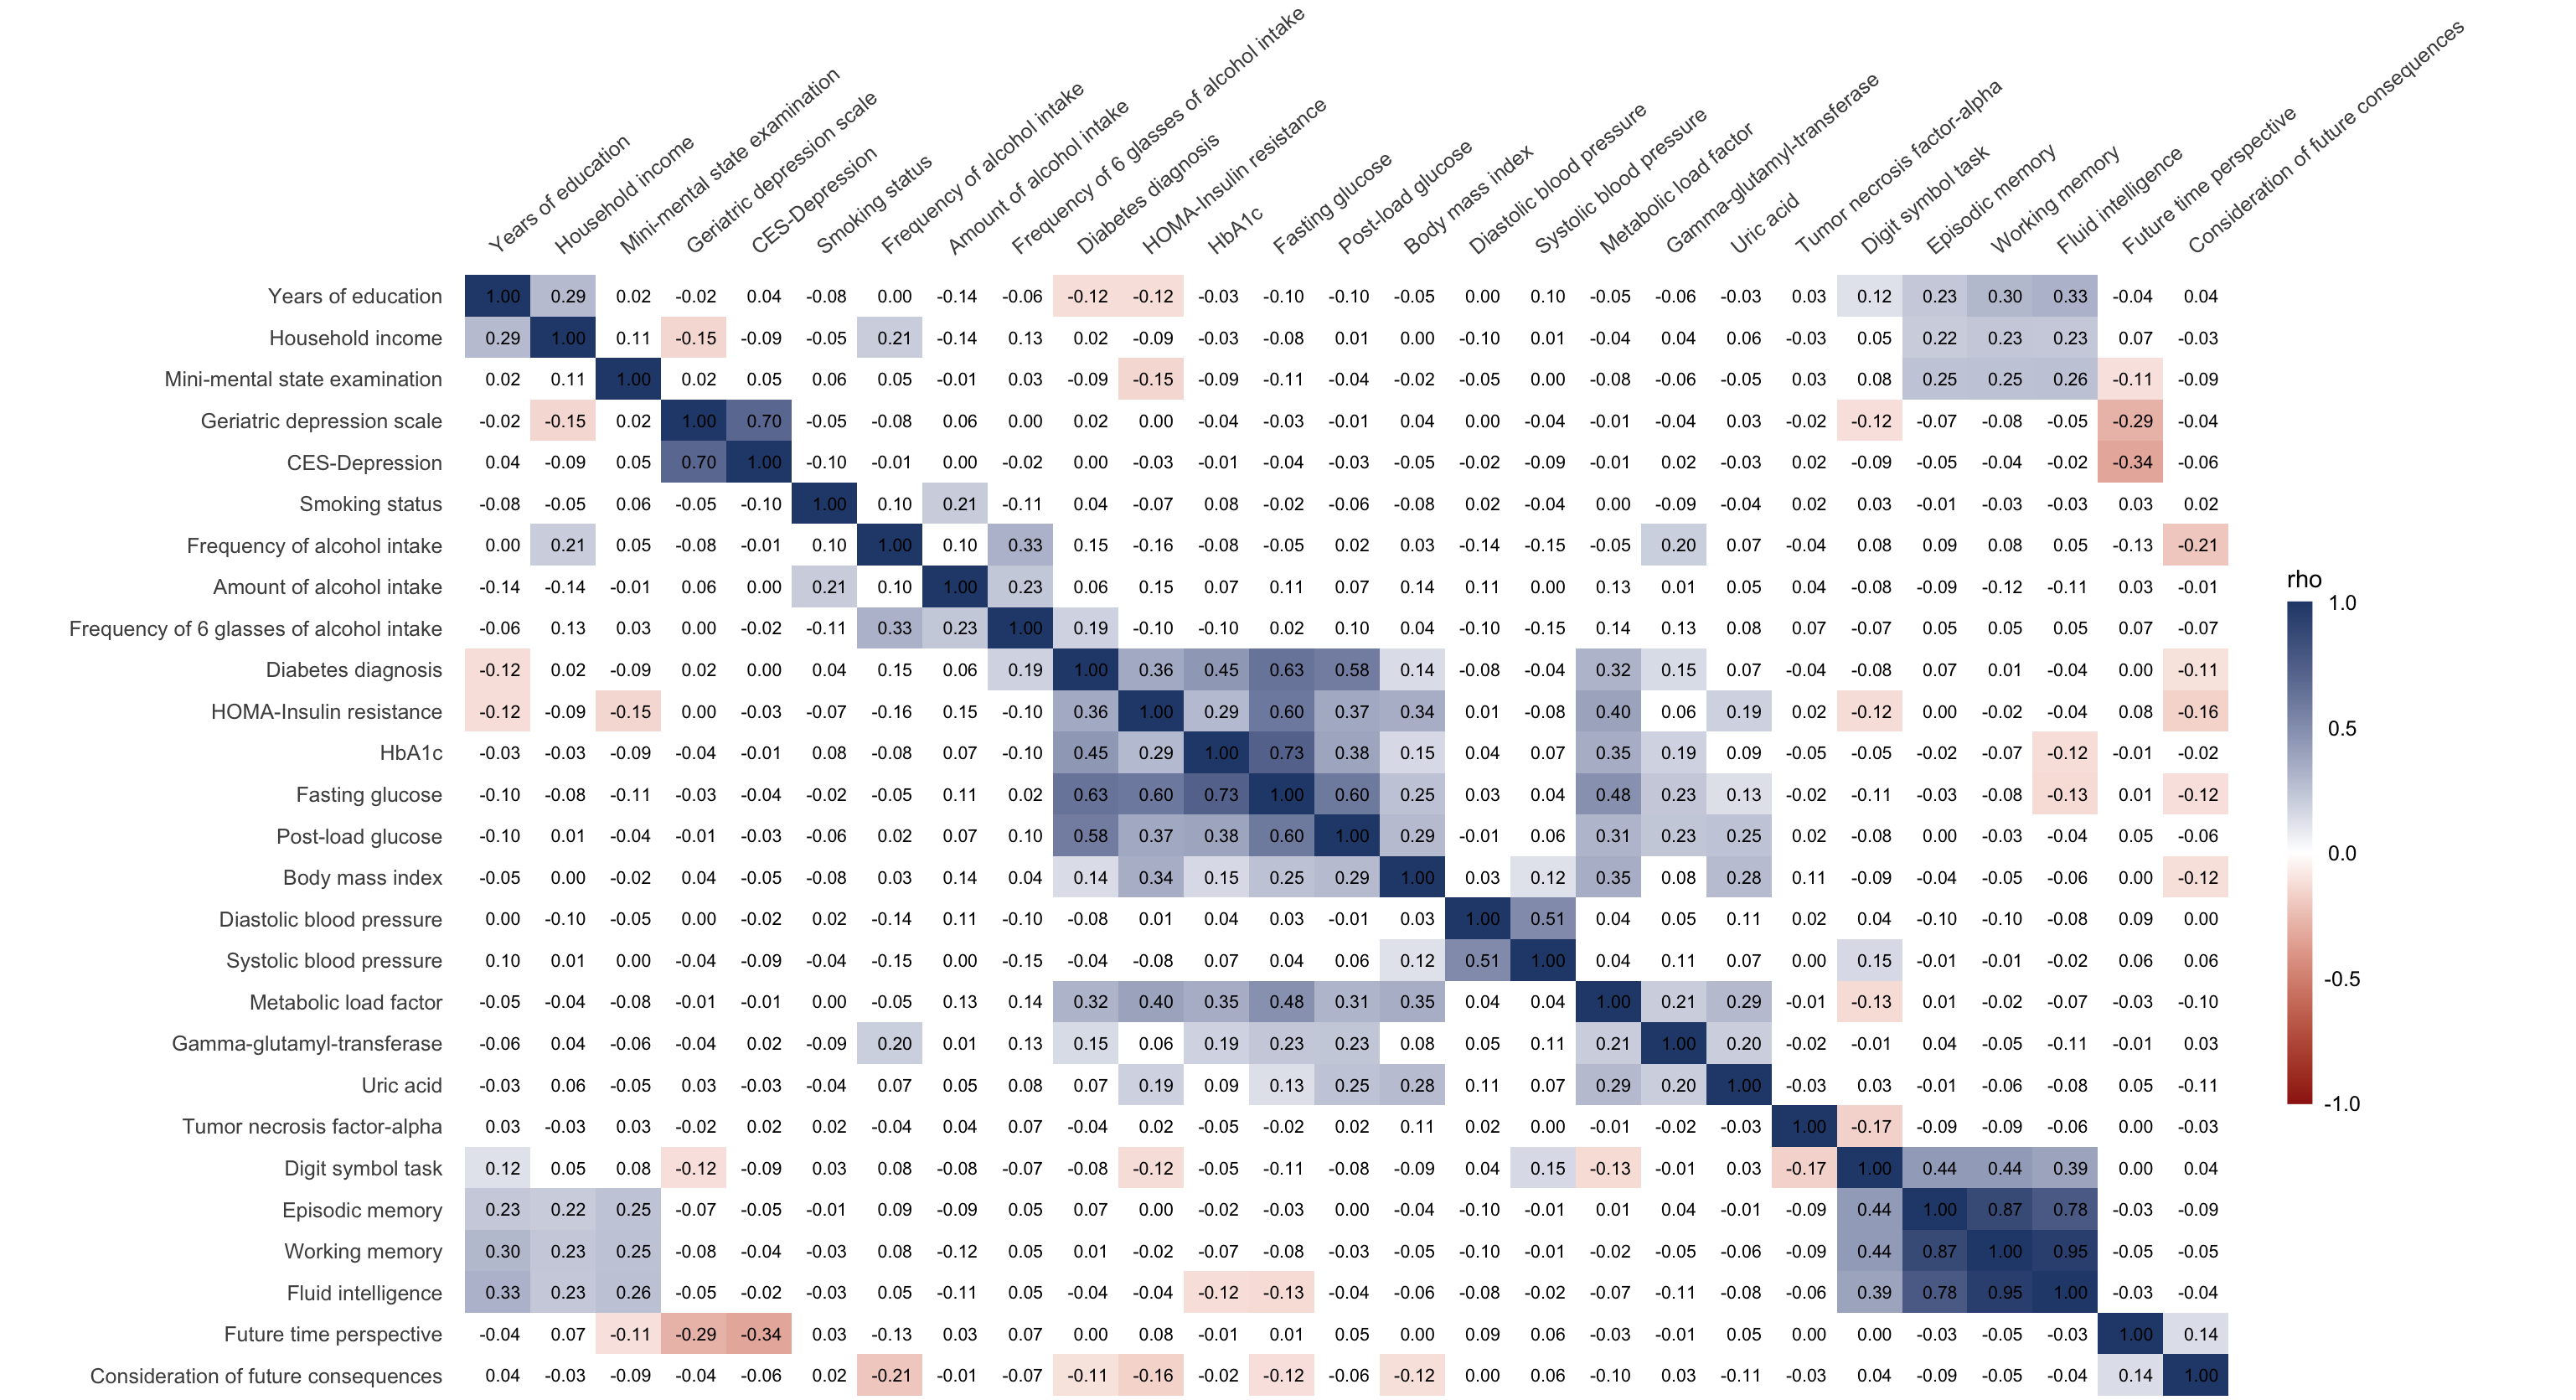 Years of education
Household income
Mini-mental state examination
Geriatric depression scale
CES-Depression
Smoking status
Frequency of alcohol intake
Amount of alcohol intake
Frequency of 6 glasses of alcohol intake
Diabetes diagnosis
HOMA-Insulin resistance
HbA1c
Fasting glucose
Post-load glucose
Body mass index
Diastolic blood pressure
Systolic blood pressure
Metabolic load factor
Gamma-glutamyl-transferase
Uric acid
Tumor necrosis factor-alpha
Digit symbol task
Episodic memory
Working memory
Fluid intelligence
Future time perspective
Consideration of future consequences
Years of education 1.00 0.29 0.02 -0.02 0.04 -0.08 0.00 -0.14 -0.06 -0.12 -0.12 -0.03 -0.10 -0.10 -0.05 0.00 0.10 -0.05 -0.06 -0.03 0.03 0.12 0.23 0.30 0.33 -0.04 0.04
Household income 0.29 1.00 0.11 -0.15 -0.09 -0.05 0.21 -0.14 0.13 0.02 -0.09 -0.03 -0.08 0.01 0.00 -0.10 0.01 -0.04 0.04 0.06 -0.03 0.05 0.22 0.23 0.23 0.07 -0.03
Mini-mental state examination 0.02 0.11 1.00 0.02 0.05 0.06 0.05 -0.01 0.03 -0.09 -0.15 -0.09 -0.11 -0.04 -0.02 -0.05 0.00 -0.08 -0.06 -0.05 0.03 0.08 0.25 0.25 0.26 -0.11 -0.09
Geriatric depression scale -0.02 -0.15 0.02 1.00 0.70 -0.05 -0.08 0.06 0.00 0.02 0.00 -0.04 -0.03 -0.01 0.04 0.00 -0.04 -0.01 -0.04 0.03 -0.02 -0.12 -0.07 -0.08 -0.05 -0.29 -0.04
CES-Depression 0.04 -0.09 0.05 0.70 1.00 -0.10 -0.01 0.00 -0.02 0.00 -0.03 -0.01 -0.04 -0.03 -0.05 -0.02 -0.09 -0.01 0.02 -0.03 0.02 -0.09 -0.05 -0.04 -0.02 -0.34 -0.06
Smoking status -0.08 -0.05 0.06 -0.05 -0.10 1.00 0.10 0.21 -0.11 0.04 -0.07 0.08 -0.02 -0.06 -0.08 0.02 -0.04 0.00 -0.09 -0.04 0.02 0.03 -0.01 -0.03 -0.03 0.03 0.02
Frequency of alcohol intake 0.00 0.21 0.05 -0.08 -0.01 0.10 1.00 0.10 0.33 0.15 -0.16 -0.08 -0.05 0.02 0.03 -0.14 -0.15 -0.05 0.20 0.07 -0.04 0.08 0.09 0.08 0.05 -0.13 -0.21
Amount of alcohol intake -0.14 -0.14 -0.01 0.06 0.00 0.21 0.10 1.00 0.23 0.06 0.15 0.07 0.11 0.07 0.14 0.11 0.00 0.13 0.01 0.05 0.04 -0.08 -0.09 -0.12 -0.11 0.03 -0.01
Frequency of 6 glasses of alcohol intake -0.06 0.13 0.03 0.00 -0.02 -0.11 0.33 0.23 1.00 0.19 -0.10 -0.10 0.02 0.10 0.04 -0.10 -0.15 0.14 0.13 0.08 0.07 -0.07 0.05 0.05 0.05 0.07 -0.07
Diabetes diagnosis -0.12 0.02 -0.09 0.02 0.00 0.04 0.15 0.06 0.19 1.00 0.36 0.45 0.63 0.58 0.14 -0.08 -0.04 0.32 0.15 0.07 -0.04 -0.08 0.07 0.01 -0.04 0.00 -0.11
HOMA-Insulin resistance -0.12 -0.09 -0.15 0.00 -0.03 -0.07 -0.16 0.15 -0.10 0.36 1.00 0.29 0.60 0.37 0.34 0.01 -0.08 0.40 0.06 0.19 0.02 -0.12 0.00 -0.02 -0.04 0.08 -0.16
HbA1c -0.03 -0.03 -0.09 -0.04 -0.01 0.08 -0.08 0.07 -0.10 0.45 0.29 1.00 0.73 0.38 0.15 0.04 0.07 0.35 0.19 0.09 -0.05 -0.05 -0.02 -0.07 -0.12 -0.01 -0.02
Fasting glucose -0.10 -0.08 -0.11 -0.03 -0.04 -0.02 -0.05 0.11 0.02 0.63 0.60 0.73 1.00 0.60 0.25 0.03 0.04 0.48 0.23 0.13 -0.02 -0.11 -0.03 -0.08 -0.13 0.01 -0.12
Post-load glucose -0.10 0.01 -0.04 -0.01 -0.03 -0.06 0.02 0.07 0.10 0.58 0.37 0.38 0.60 1.00 0.29 -0.01 0.06 0.31 0.23 0.25 0.02 -0.08 0.00 -0.03 -0.04 0.05 -0.06
Body mass index -0.05 0.00 -0.02 0.04 -0.05 -0.08 0.03 0.14 0.04 0.14 0.34 0.15 0.25 0.29 1.00 0.03 0.12 0.35 0.08 0.28 0.11 -0.09 -0.04 -0.05 -0.06 0.00 -0.12
Diastolic blood pressure 0.00 -0.10 -0.05 0.00 -0.02 0.02 -0.14 0.11 -0.10 -0.08 0.01 0.04 0.03 -0.01 0.03 1.00 0.51 0.04 0.05 0.11 0.02 0.04 -0.10 -0.10 -0.08 0.09 0.00
Systolic blood pressure 0.10 0.01 0.00 -0.04 -0.09 -0.04 -0.15 0.00 -0.15 -0.04 -0.08 0.07 0.04 0.06 0.12 0.51 1.00 0.04 0.11 0.07 0.00 0.15 -0.01 -0.01 -0.02 0.06 0.06
Metabolic load factor -0.05 -0.04 -0.08 -0.01 -0.01 0.00 -0.05 0.13 0.14 0.32 0.40 0.35 0.48 0.31 0.35 0.04 0.04 1.00 0.21 0.29 -0.01 -0.13 0.01 -0.02 -0.07 -0.03 -0.10
Gamma-glutamyl-transferase -0.06 0.04 -0.06 -0.04 0.02 -0.09 0.20 0.01 0.13 0.15 0.06 0.19 0.23 0.23 0.08 0.05 0.11 0.21 1.00 0.20 -0.02 -0.01 0.04 -0.05 -0.11 -0.01 0.03
Uric acid -0.03 0.06 -0.05 0.03 -0.03 -0.04 0.07 0.05 0.08 0.07 0.19 0.09 0.13 0.25 0.28 0.11 0.07 0.29 0.20 1.00 -0.03 0.03 -0.01 -0.06 -0.08 0.05 -0.11
Tumor necrosis factor-alpha 0.03 -0.03 0.03 -0.02 0.02 0.02 -0.04 0.04 0.07 -0.04 0.02 -0.05 -0.02 0.02 0.11 0.02 0.00 -0.01 -0.02 -0.03 1.00 -0.17 -0.09 -0.09 -0.06 0.00 -0.03
Digit symbol task 0.12 0.05 0.08 -0.12 -0.09 0.03 0.08 -0.08 -0.07 -0.08 -0.12 -0.05 -0.11 -0.08 -0.09 0.04 0.15 -0.13 -0.01 0.03 -0.17 1.00 0.44 0.44 0.39 0.00 0.04
Episodic memory 0.23 0.22 0.25 -0.07 -0.05 -0.01 0.09 -0.09 0.05 0.07 0.00 -0.02 -0.03 0.00 -0.04 -0.10 -0.01 0.01 0.04 -0.01 -0.09 0.44 1.00 0.87 0.78 -0.03 -0.09
Working memory 0.30 0.23 0.25 -0.08 -0.04 -0.03 0.08 -0.12 0.05 0.01 -0.02 -0.07 -0.08 -0.03 -0.05 -0.10 -0.01 -0.02 -0.05 -0.06 -0.09 0.44 0.87 1.00 0.95 -0.05 -0.05
Fluid intelligence 0.33 0.23 0.26 -0.05 -0.02 -0.03 0.05 -0.11 0.05 -0.04 -0.04 -0.12 -0.13 -0.04 -0.06 -0.08 -0.02 -0.07 -0.11 -0.08 -0.06 0.39 0.78 0.95 1.00 -0.03 -0.04
Future time perspective -0.04 0.07 -0.11 -0.29 -0.34 0.03 -0.13 0.03 0.07 0.00 0.08 -0.01 0.01 0.05 0.00 0.09 0.06 -0.03 -0.01 0.05 0.00 0.00 -0.03 -0.05 -0.03 1.00 0.14
Consideration of future consequences 0.04 -0.03 -0.09 -0.04 -0.06 0.02 -0.21 -0.01 -0.07 -0.11 -0.16 -0.02 -0.12 -0.06 -0.12 0.00 0.06 -0.10 0.03 -0.11 -0.03 0.04 -0.09 -0.05 -0.04 0.14 1.00
rho
1.0
0.5
0.0
-0.5
-1.0